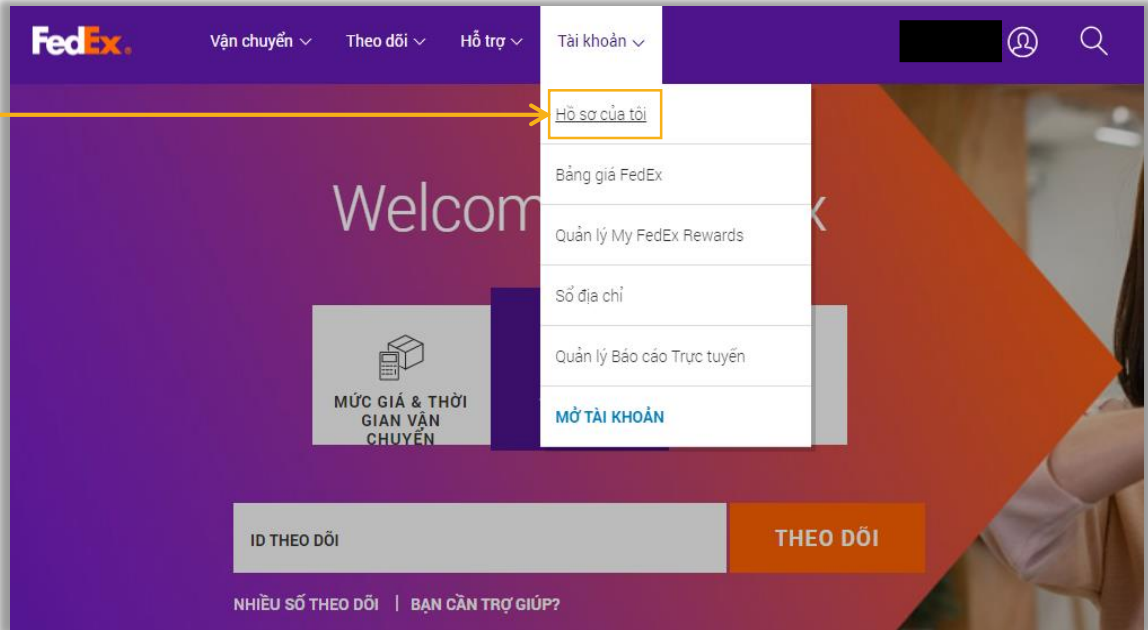 FedEx.
Vận chuyển
Theo dõi
Hỗ trợ
Tài khoản
Hồ sơ của tôi
Bảng giá FedEx
Quản lý My FedEx Rewards
Sổ địa chỉ
Quản lý Báo cáo Trực tuyến
MỞ TÀI KHOẢN
MỨC GIÁ & THỜI
GIAN VẬN
CHUYỂN
ID THEO DÕI
THEO DÕI
NHIỀU SỐ THEO DÕI | BẠN CẦN TRỢ GIÚP?